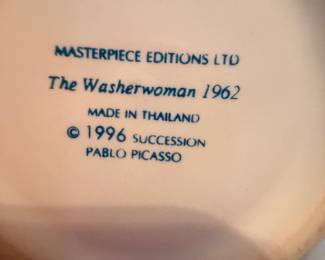 MASTERPIECE EDITIONS LTD
The Washerwoman 1962
MADE IN THAILAND
© 1996 SUCCESSION
PABLO PICASSO